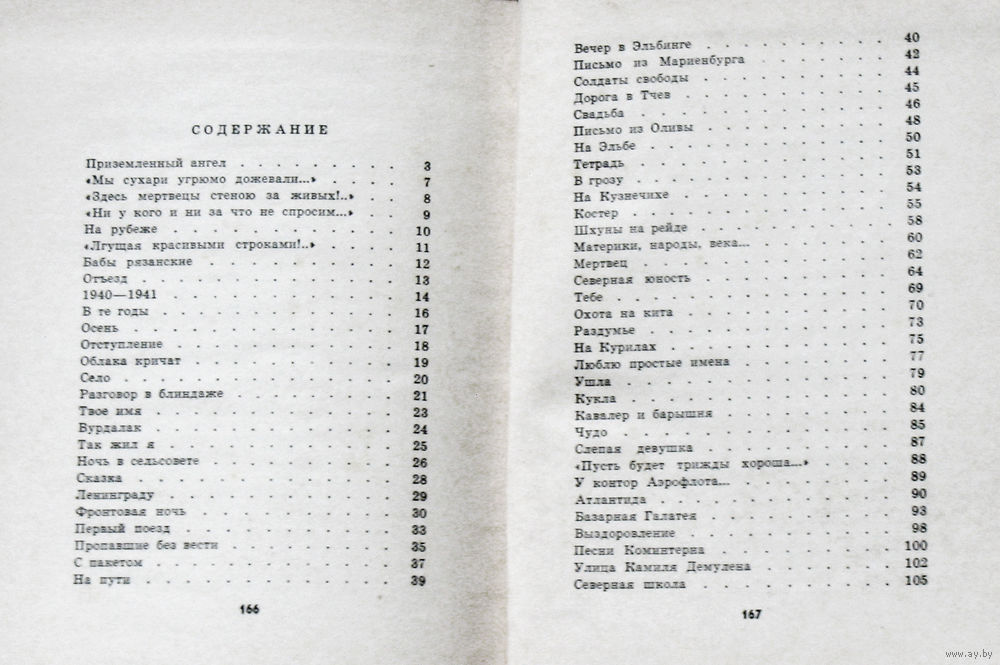 СОДЕРЖАНИЕ
Приземленный ангел . . . . . . . . . . 3
«Мы сухари угрюмо дожевали...» . . . . 7
«Здесь мертвецы стеною за живых!..» . . 8
«Ни у кого и ни за что не спросим...» . . 9
На рубеже . . . . . . . . . . . . . 10
«Лгущая красивыми строками!..» . . . . 11
Бабы рязанские . . . . . . . . . . . 12
Отъезд . . . . . . . . . . . . . . 13
1940—1941 . . . . . . . . . . . . . 14
В те годы . . . . . . . . . . . . . 16
Осень . . . . . . . . . . . . . . . 17
Отступление . . . . . . . . . . . . 18
Облака кричат . . . . . . . . . . . 19
Село . . . . . . . . . . . . . . . 20
Разговор в блиндаже . . . . . . . . . 21
Твое имя . . . . . . . . . . . . . . 23
Вурдалак . . . . . . . . . . . . . . 24
Так жил я . . . . . . . . . . . . . 25
Ночь в сельсовете . . . . . . . . . . 26
Сказка . . . . . . . . . . . . . . 28
Ленинграду . . . . . . . . . . . . . 29
Фронтовая ночь . . . . . . . . . . . 30
Первый поезд . . . . . . . . . . . . 33
Пропавшие без вести . . . . . . . . . 35
С пакетом . . . . . . . . . . . . . 37
На пути . . . . . . . . . . . . . . 39
166
Вечер в Эльбинге . . . . . . . . . . 40
Письмо из Мариенбурга . . . . . . . . 42
Солдаты свободы . . . . . . . . . . 44
Дорога в Тчев . . . . . . . . . . . 45
Свадьба . . . . . . . . . . . . . . 46
Письмо из Оливы . . . . . . . . . . 48
На Эльбе . . . . . . . . . . . . . 50
Тетрадь . . . . . . . . . . . . . . 51
В грозу . . . . . . . . . . . . . . 53
На Кузнечихе . . . . . . . . . . . . 54
Костер . . . . . . . . . . . . . . 55
Шхуны на рейде . . . . . . . . . . . 58
Материки, народы, века... . . . . . . . 60
Мертвец . . . . . . . . . . . . . . 62
Северная юность . . . . . . . . . . 64
Тебе . . . . . . . . . . . . . . . 69
Охота на кита . . . . . . . . . . . 70
Раздумье . . . . . . . . . . . . . 73
На Курилах . . . . . . . . . . . . 75
Люблю простые имена . . . . . . . . 77
Ушла . . . . . . . . . . . . . . . 79
Кукла . . . . . . . . . . . . . . . 80
Кавалер и барышня . . . . . . . . . 84
Чудо . . . . . . . . . . . . . . . 85
Слепая девушка . . . . . . . . . . . 87
«Пусть будет трижды хороша...» . . . . 88
У контор Аэрофлота... . . . . . . . . 89
Атлантида . . . . . . . . . . . . . 90
Базарная Галатея . . . . . . . . . . 93
Выздоровление . . . . . . . . . . . 98
Песни Коминтерна . . . . . . . . . . 100
Улица Камиля Демулена . . . . . . . 102
Северная школа . . . . . . . . . . . 105
167
www.ay.by